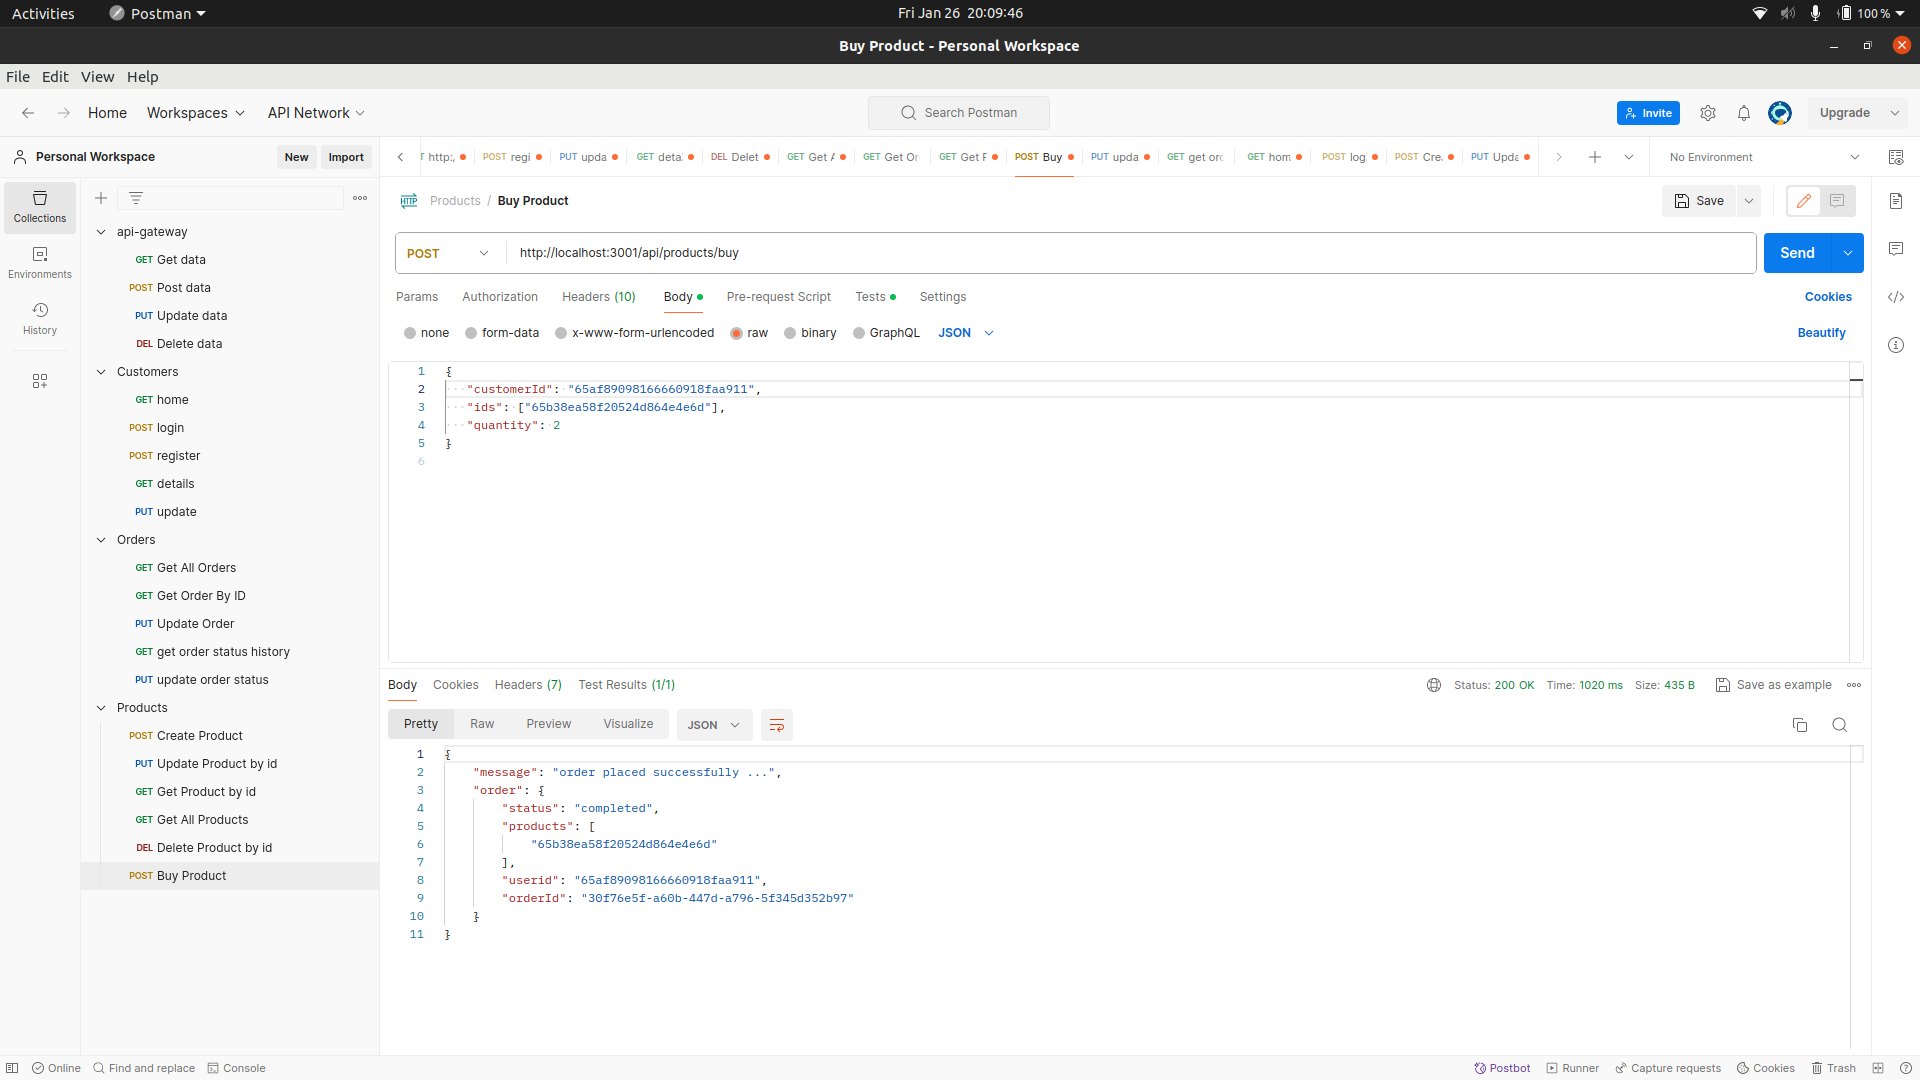 Activities
Postman
Fri Jan 26 20:09:46
100 %
Buy Product - Personal Workspace
File Edit View Help
Home
Workspaces
API Network
Search Postman
Invite
Upgrade
Personal Workspace
New
Import
http:/
POST regi
PUT upda
GET deta
DEL Delet
GET Get
GET Get Or
GET Get
POST Buy
PUT upda
GET get or
GET hom
POST log
POST Cre
PUT Upda
No Environment
Collections
Environments
History
api-gateway
GET Get data
POST Post data
PUT Update data
DEL Delete data
Customers
GET home
POST login
POST register
GET details
PUT update
Orders
GET Get All Orders
GET Get Order By ID
PUT Update Order
GET get order status history
PUT update order status
Products
POST Create Product
PUT Update Product by id
GET Get Product by id
GET Get All Products
DEL Delete Product by id
POST Buy Product
HTTP
Products / Buy Product
Save
POST
http://localhost:3001/api/products/buy
Send
Params
Authorization
Headers (10)
Body
Pre-request Script
Tests
Settings
Cookies
none
form-data
x-www-form-urlencoded
raw
binary
GraphQL
JSON
Beautify
1 {
2 "customerId": "65af89098166660918faa911",
3 "ids": ["65b38ea58f20524d864e4e6d"],
4 "quantity": 2
5 }
6
Body
Cookies
Headers (7)
Test Results (1/1)
Status: 200 OK
Time: 1020 ms
Size: 435 B
Save as example
Pretty
Raw
Preview
Visualize
JSON
1 {
2 "message": "order placed successfully ...",
3 "order": {
4 "status": "completed",
5 "products": [
6 "65b38ea58f20524d864e4e6d"
7 ],
8 "userid": "65af89098166660918faa911",
9 "orderId": "30f76e5f-a60b-447d-a796-5f345d352b97"
10 }
11 }
Online
Find and replace
Console
Postbot
Runner
Capture requests
Cookies
Trash